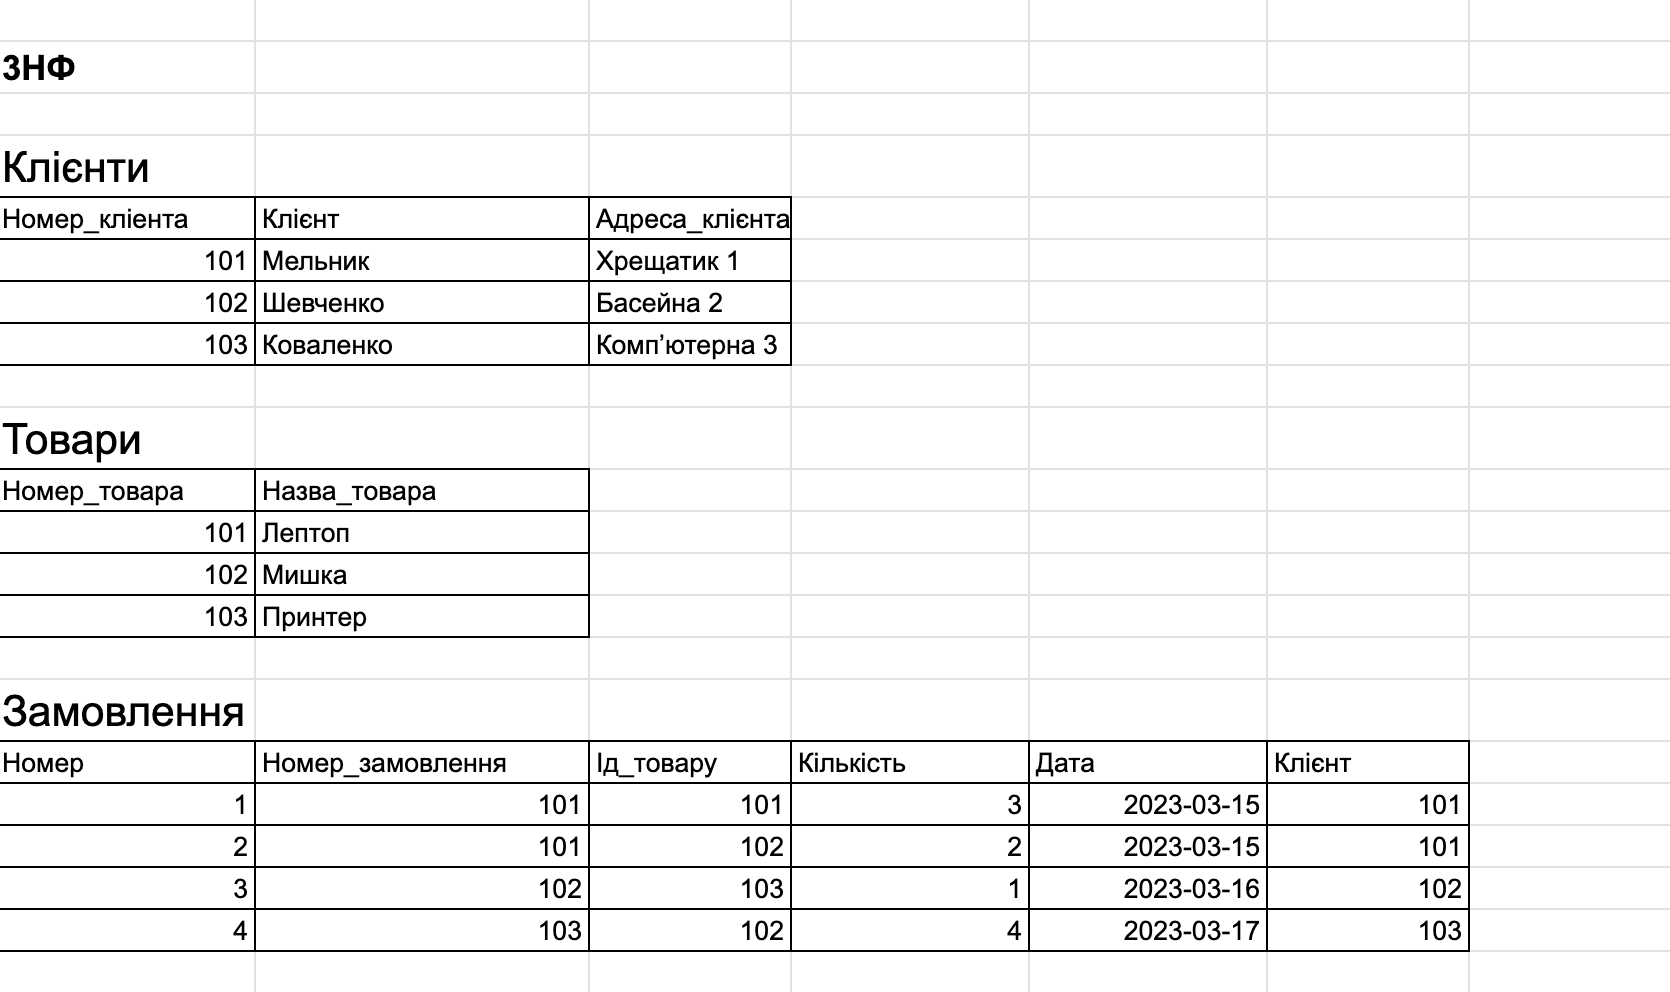 3НФ
Клієнти
Номер_кліента Клієнт Адреса_клієнта
101 Мельник Хрещатик 1
102 Шевченко Басейна 2
103 Коваленко Комп’ютерна 3
Товари
Номер_товара Назва_товара
101 Лептоп
102 Мишка
103 Принтер
Замовлення
Номер Номер_замовлення Ід_товару Кількість Дата Клієнт
1 101 101 3 2023-03-15 101
2 101 102 2 2023-03-15 101
3 102 103 1 2023-03-16 102
4 103 102 4 2023-03-17 103